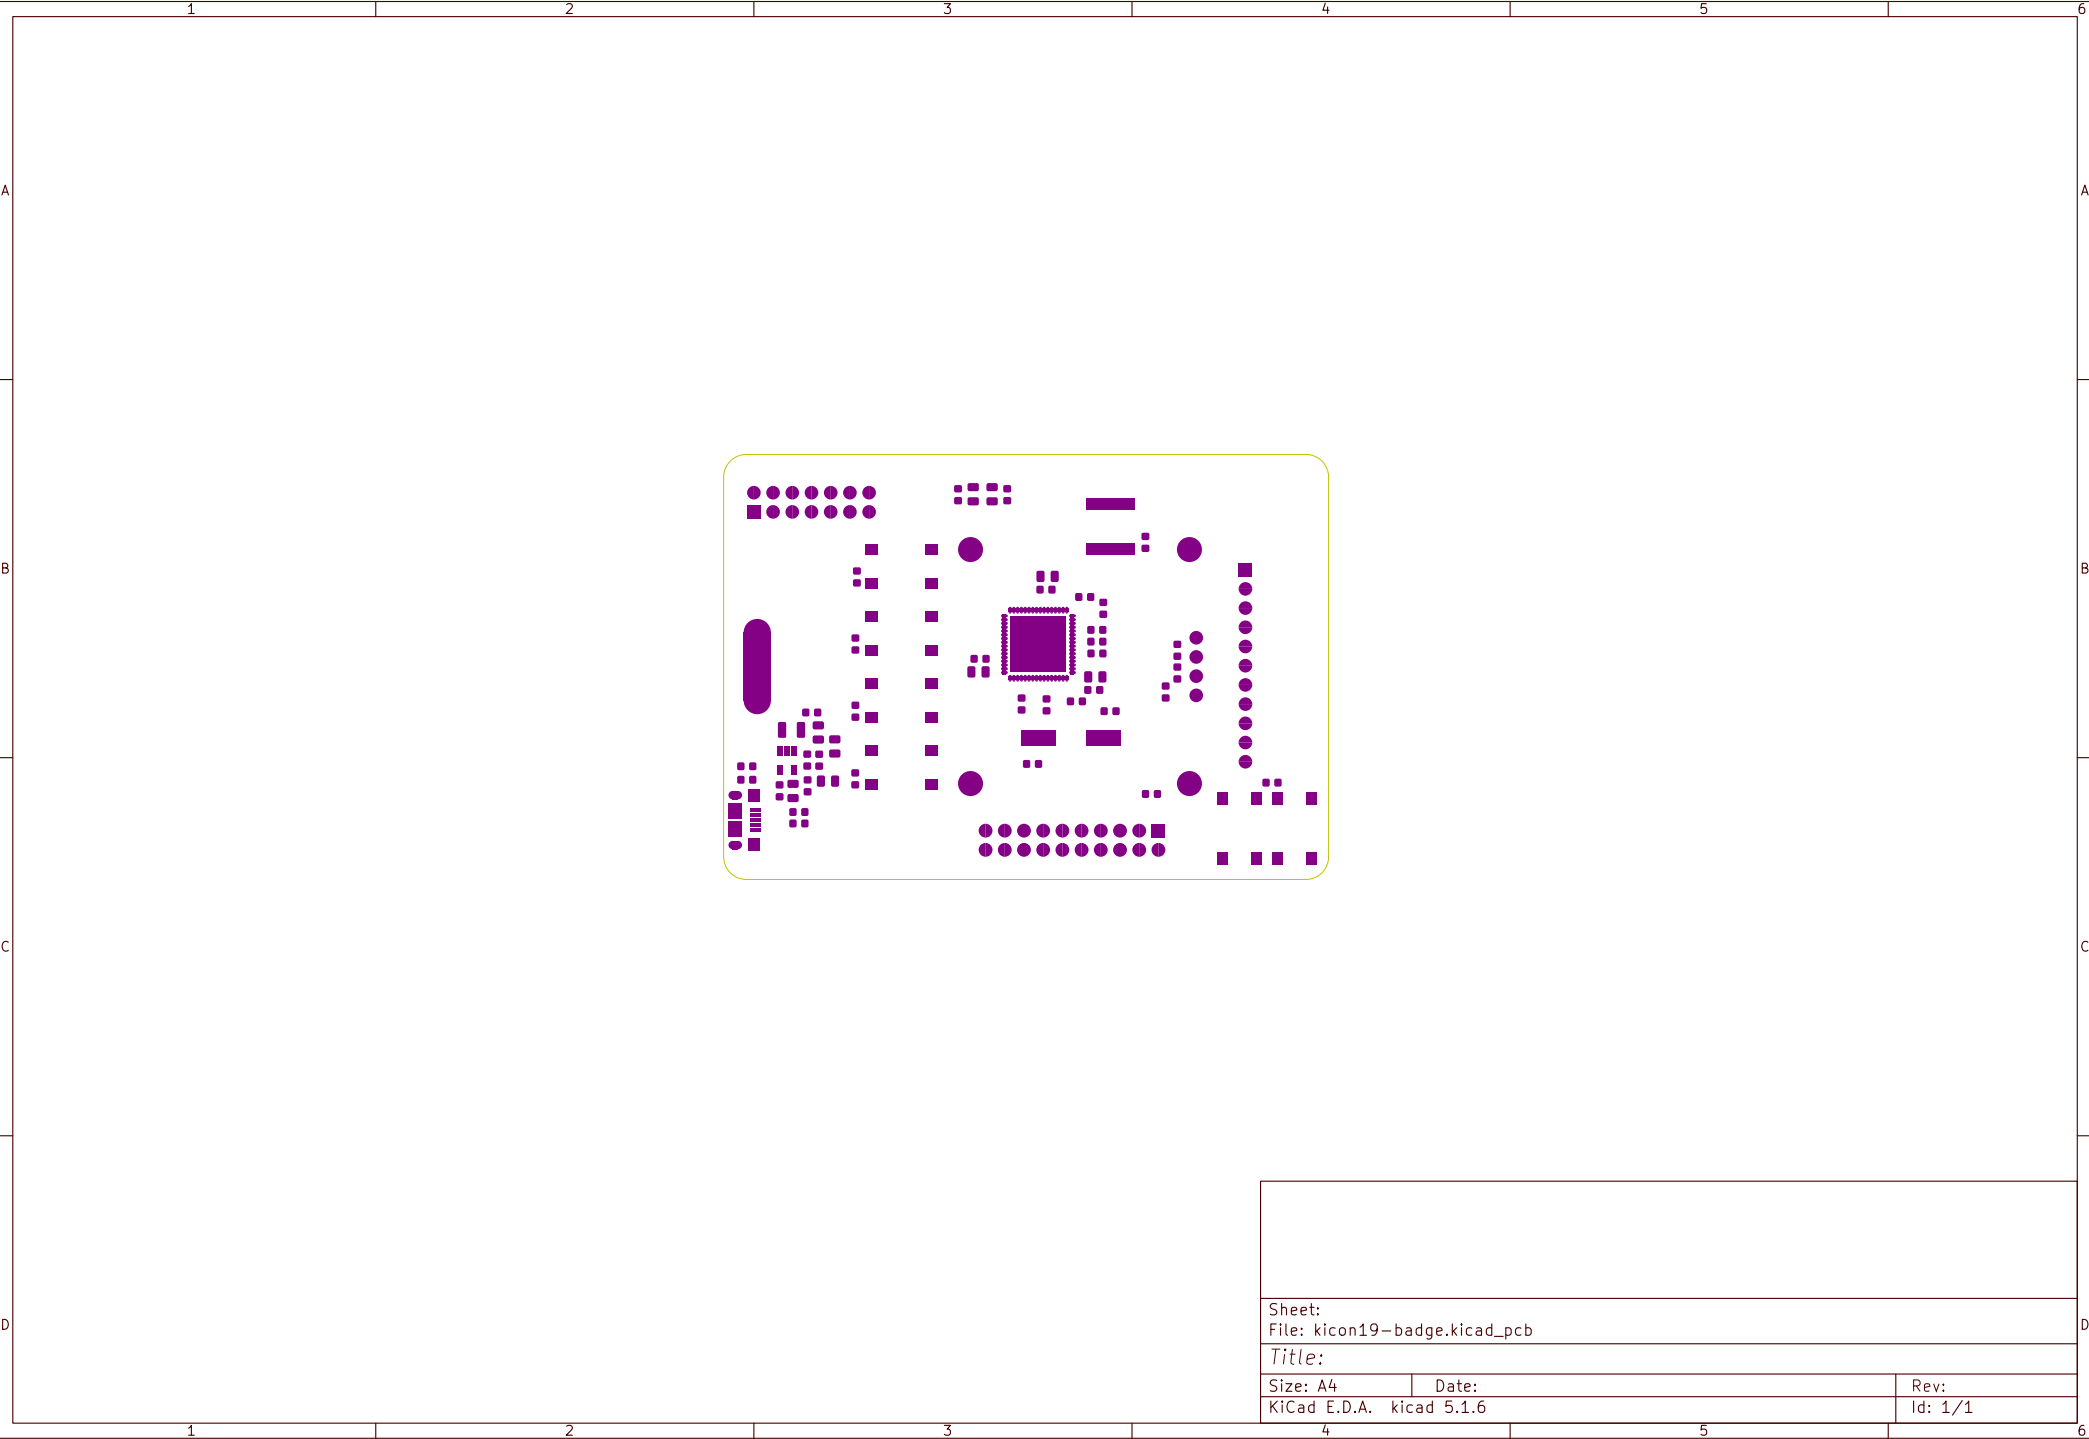 1 2 3 4 5 6
A A
B B
C C
D D
Sheet:
File: kicon19-badge.kicad_pcb
Title:
Size: A4 Date: Rev:
KiCad E.D.A. kicad 5.1.6 Id: 1/1
1 2 3 4 5 6